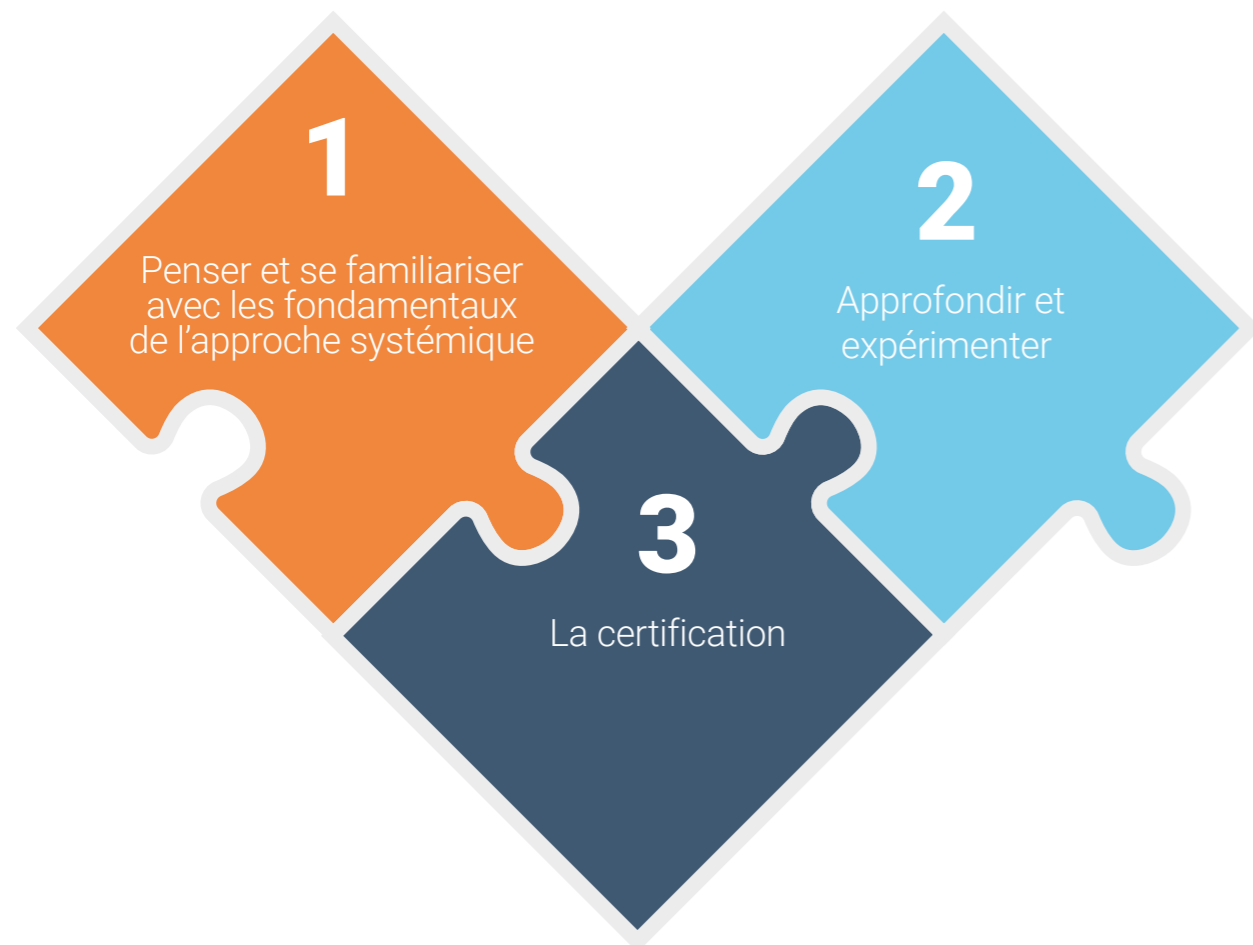 1
Penser et se familiariser
avec les fondamentaux
de l’approche systémique
2
Approfondir et
expérimenter
3
La certification